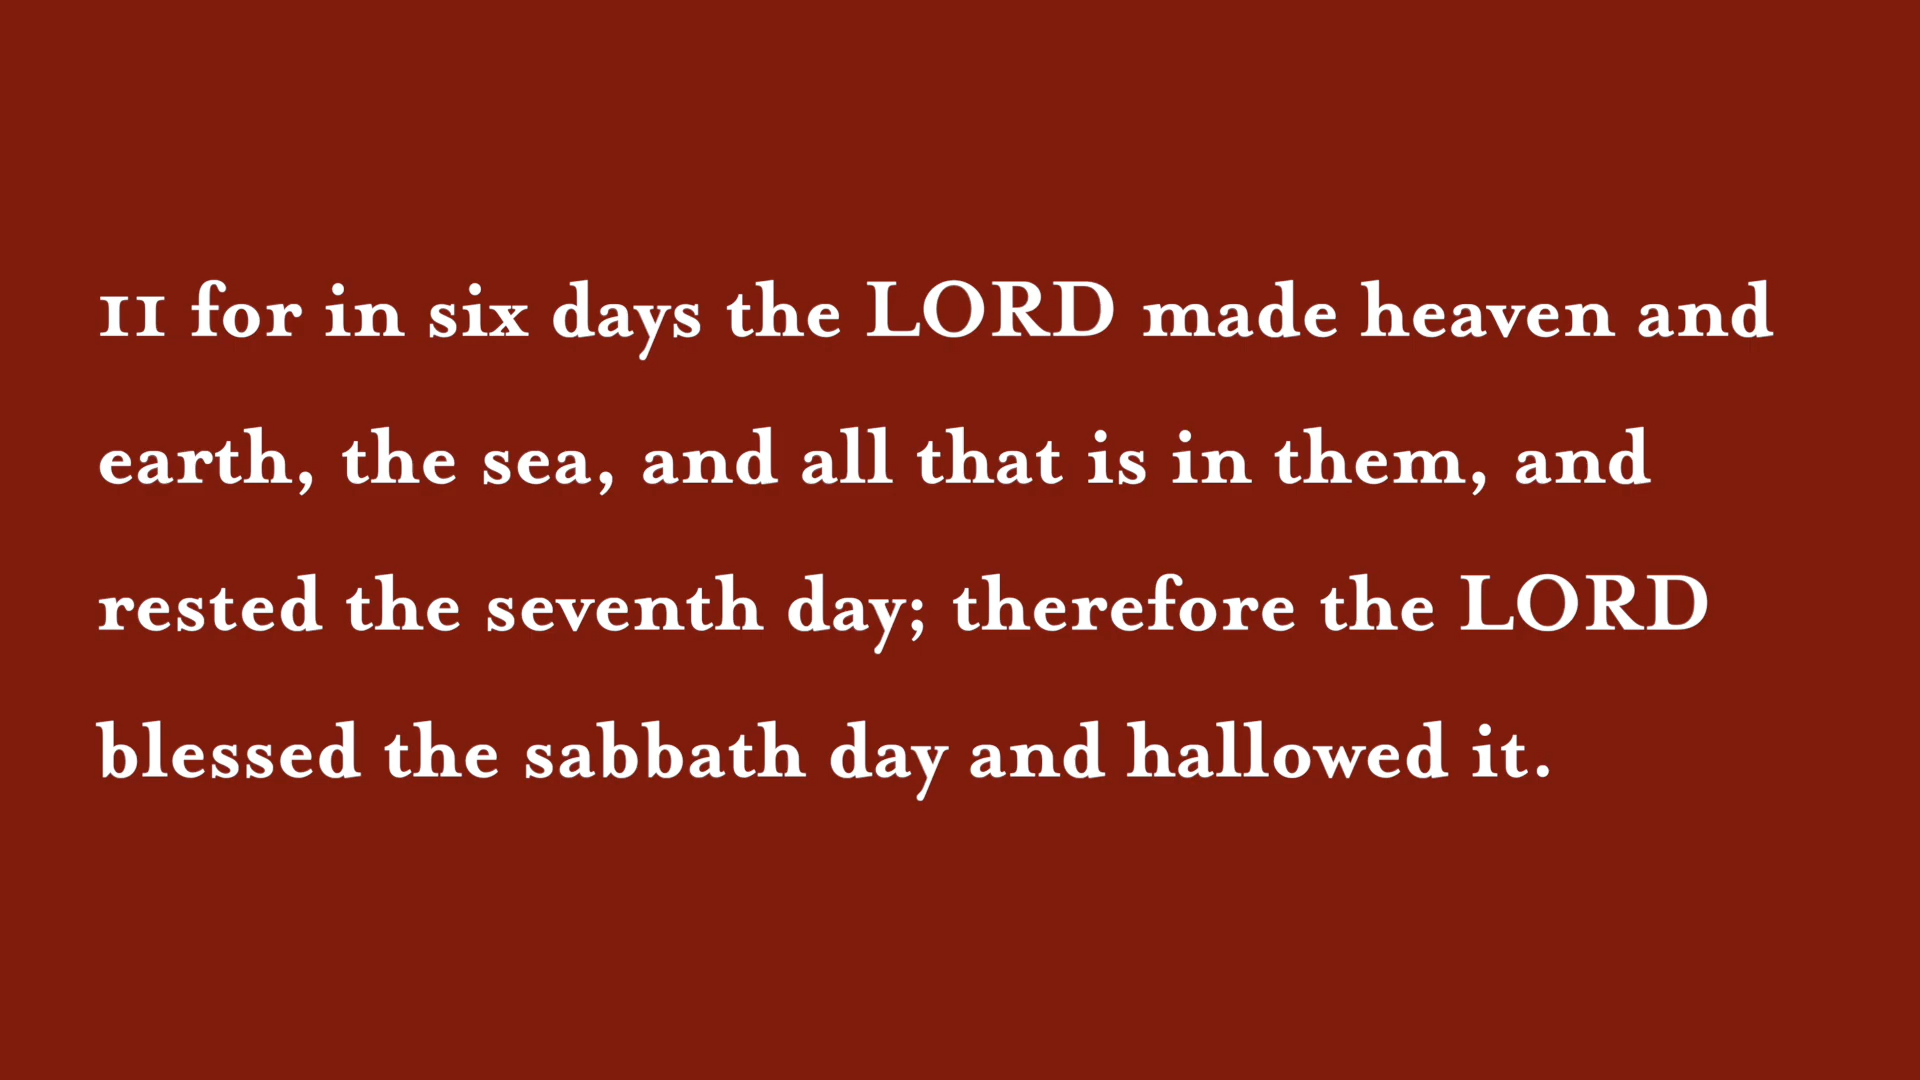 11 for in six days the LORD made heaven and
earth, the sea, and all that is in them, and
rested the seventh day; therefore the LORD
blessed the sabbath day and hallowed it.